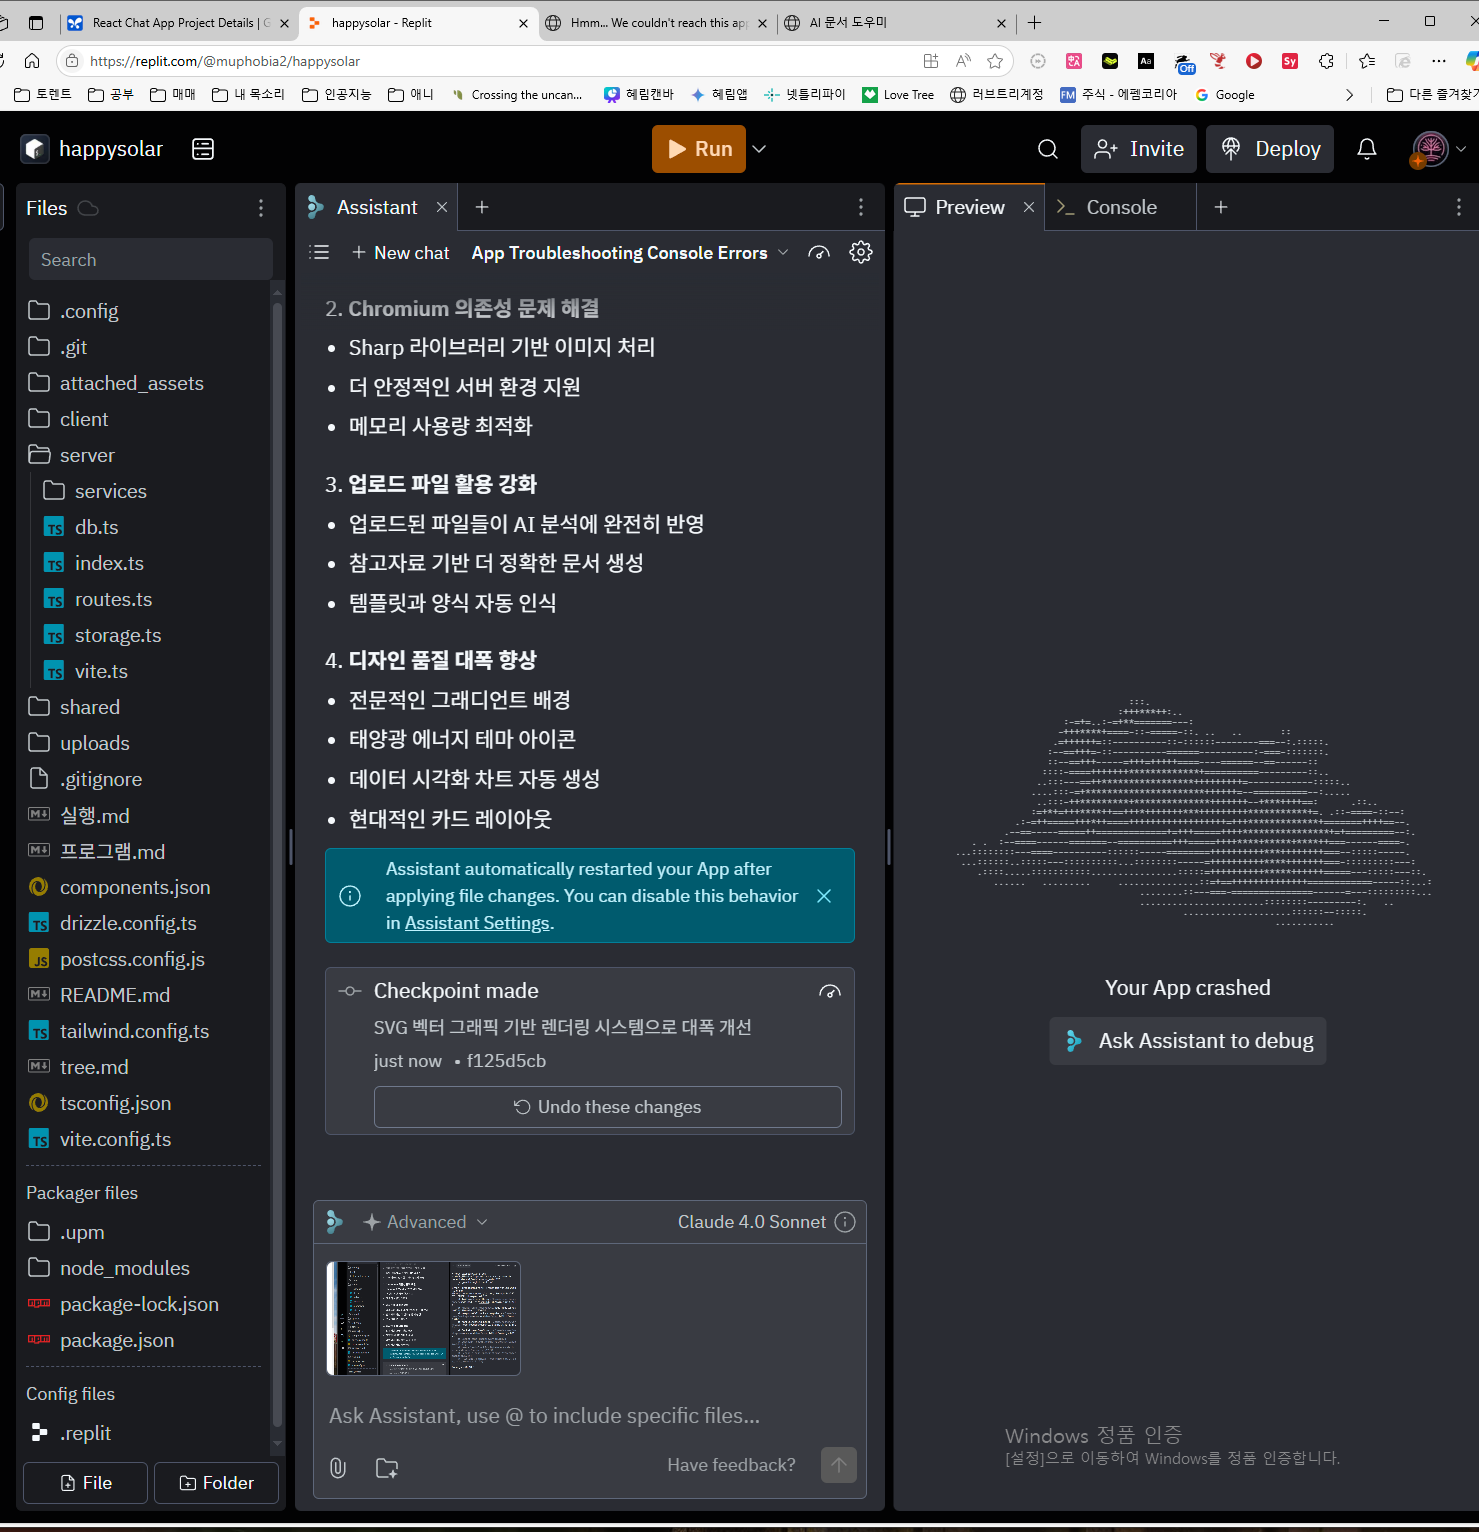 React Chat App Project Details | G
happysolar - Replit
Hmm... We couldn't reach this app
AI 문서 도우미
https://replit.com/@muphobia2/happysolar
Off
Sy
Aa
토렌트
공부
매매
내 목소리
인공지능
애니
Crossing the uncan...
혜림캔바
혜림앱
넷틀리파이
Love Tree
러브트리계정
FM 주식 - 에펨코리아
Google
다른 즐겨찾기
happysolar
Run
Invite
Deploy
Files
Search
.config
.git
attached_assets
client
server
services
TS db.ts
TS index.ts
TS routes.ts
TS storage.ts
TS vite.ts
shared
uploads
.gitignore
M↓ 실행.md
M↓ 프로그램.md
components.json
TS drizzle.config.ts
JS postcss.config.js
M↓ README.md
TS tailwind.config.ts
M↓ tree.md
tsconfig.json
TS vite.config.ts
Packager files
.upm
node_modules
npm package-lock.json
npm package.json
Config files
.replit
File
Folder
Assistant
New chat
App Troubleshooting Console Errors
2. Chromium 의존성 문제 해결
• Sharp 라이브러리 기반 이미지 처리
• 더 안정적인 서버 환경 지원
• 메모리 사용량 최적화
3. 업로드 파일 활용 강화
• 업로드된 파일들이 AI 분석에 완전히 반영
• 참고자료 기반 더 정확한 문서 생성
• 템플릿과 양식 자동 인식
4. 디자인 품질 대폭 향상
• 전문적인 그래디언트 배경
• 태양광 에너지 테마 아이콘
• 데이터 시각화 차트 자동 생성
• 현대적인 카드 레이아웃
Assistant automatically restarted your App after
applying file changes. You can disable this behavior
in Assistant Settings.
Checkpoint made
SVG 벡터 그래픽 기반 렌더링 시스템으로 대폭 개선
just now • f125d5cb
Undo these changes
Advanced
Claude 4.0 Sonnet
Ask Assistant, use @ to include specific files...
Have feedback?
Preview
Console
Your App crashed
Ask Assistant to debug
Windows 정품 인증
[설정]으로 이동하여 Windows를 정품 인증합니다.